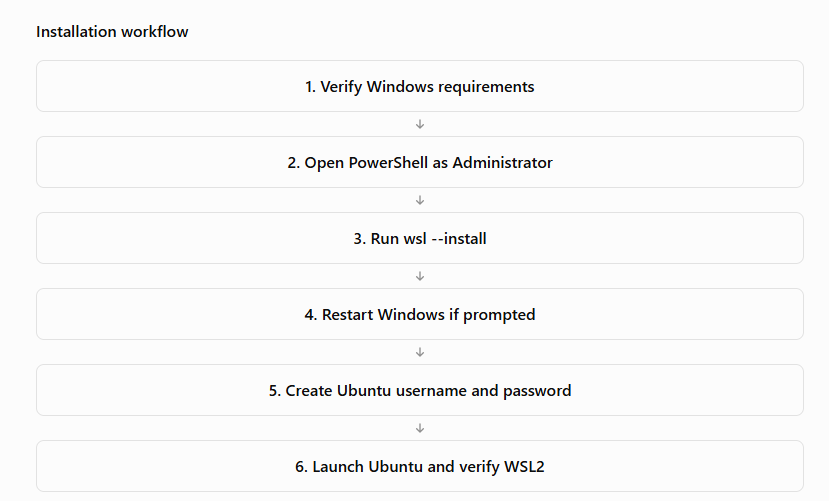 Installation workflow
1. Verify Windows requirements
↓
2. Open PowerShell as Administrator
↓
3. Run wsl --install
↓
4. Restart Windows if prompted
↓
5. Create Ubuntu username and password
↓
6. Launch Ubuntu and verify WSL2